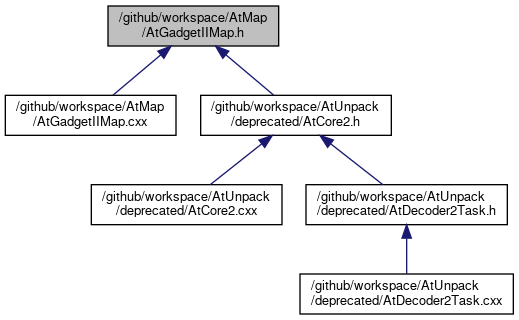 /github/workspace/AtMap
/AtGadgetIIMap.h
/github/workspace/AtMap
/AtGadgetIIMap.cxx
/github/workspace/AtUnpack
/deprecated/AtCore2.h
/github/workspace/AtUnpack
/deprecated/AtCore2.cxx
/github/workspace/AtUnpack
/deprecated/AtDecoder2Task.h
/github/workspace/AtUnpack
/deprecated/AtDecoder2Task.cxx